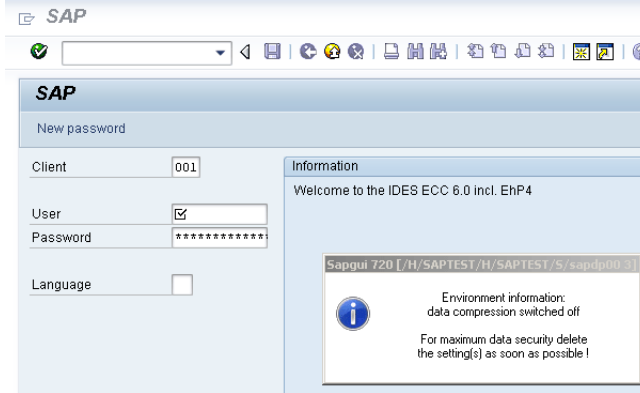 SAP
SAP
New password
Client 001
Information
Welcome to the IDES ECC 6.0 incl. EhP4
User
Password ************
Sapgui 720 [/H/SAPTEST/H/SAPTEST/S/sapdp00 3]
Environment information:
data compression switched off
For maximum data security delete
the setting(s) as soon as possible !
Language